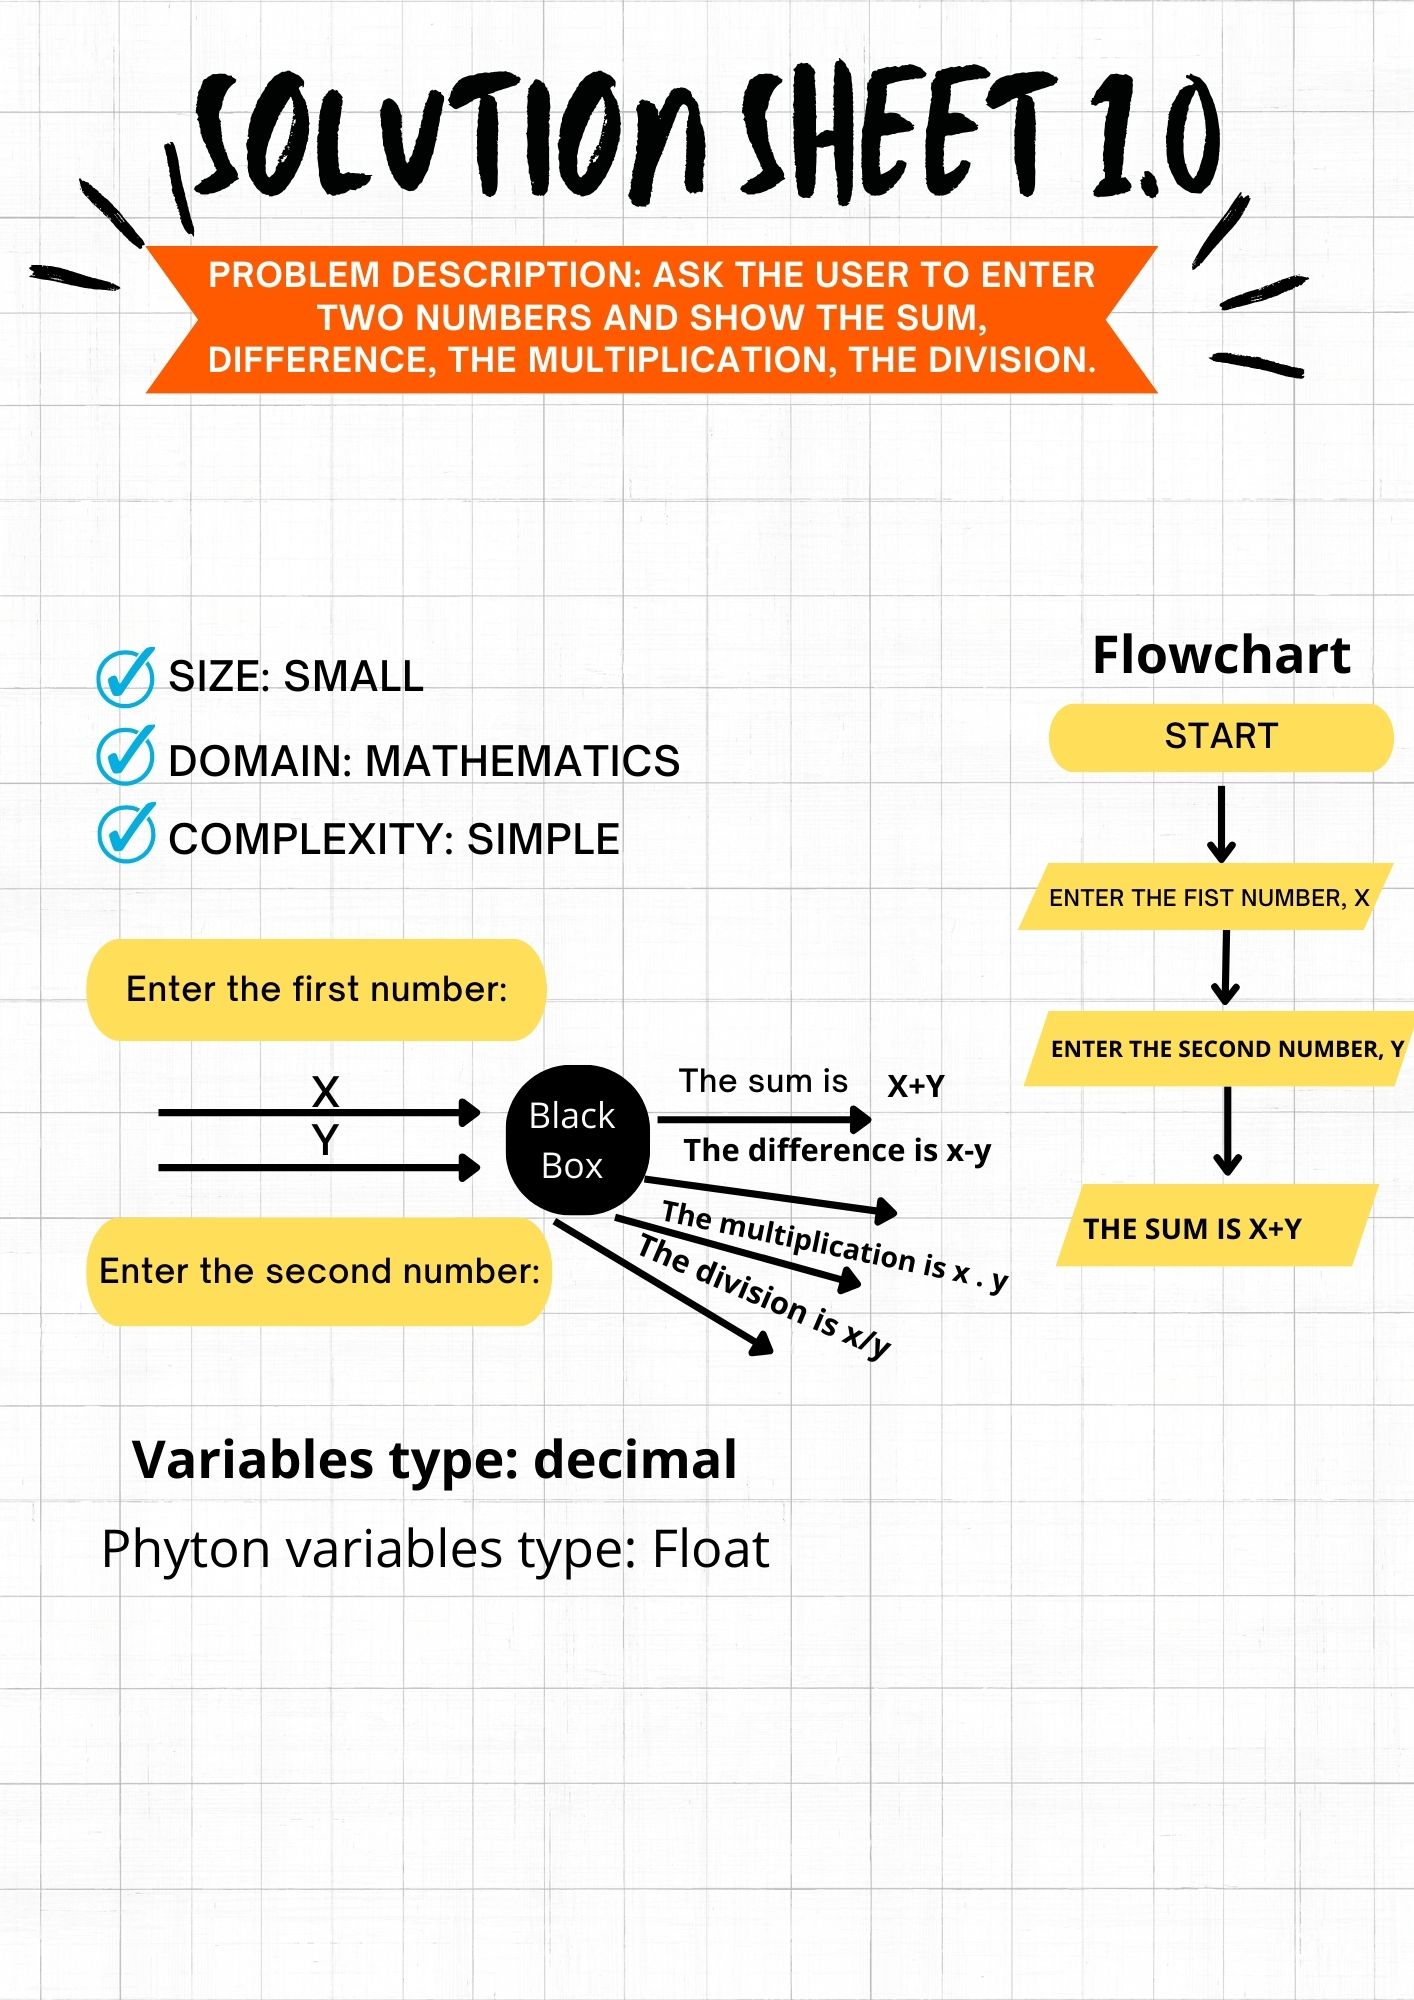 SOLUTION SHEET 1.0
PROBLEM DESCRIPTION: ASK THE USER TO ENTER
TWO NUMBERS AND SHOW THE SUM,
DIFFERENCE, THE MULTIPLICATION, THE DIVISION.
SIZE: SMALL
DOMAIN: MATHEMATICS
COMPLEXITY: SIMPLE
Enter the first number:
X
Y
Enter the second number:
Black
Box
The sum is X+Y
The difference is x-y
The multiplication is x . y
The division is x/y
Variables type: decimal
Phyton variables type: Float
Flowchart
START
ENTER THE FIST NUMBER, X
ENTER THE SECOND NUMBER, Y
THE SUM IS X+Y